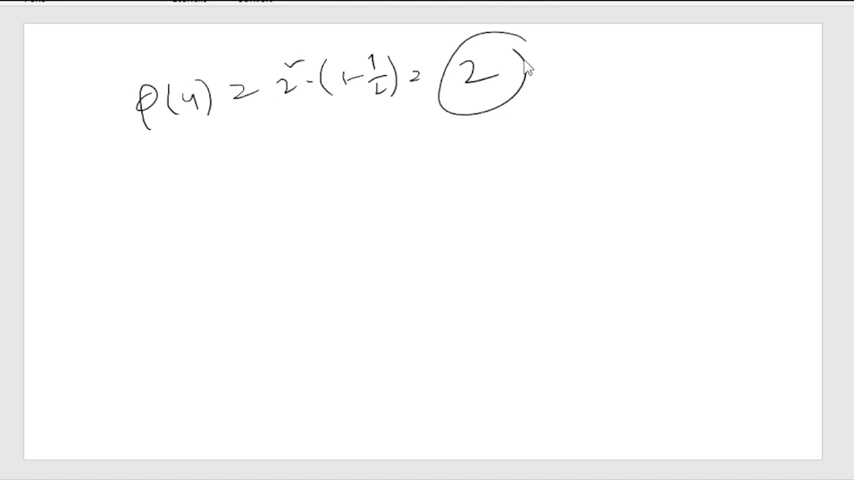 φ(4) = 2² · (1 - 1/2) = 2